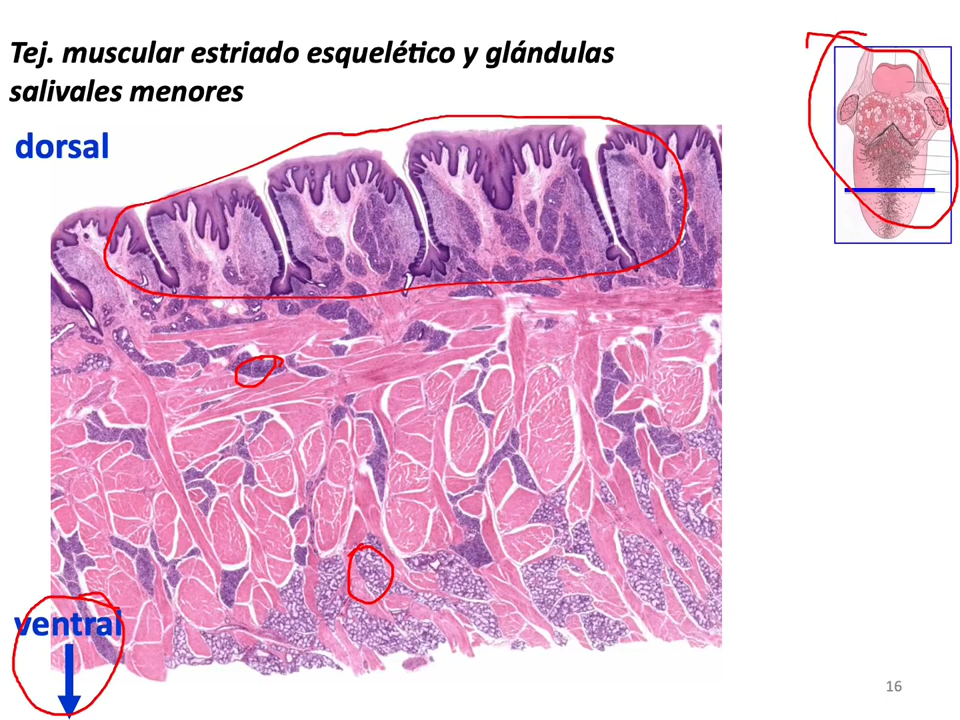 Tej. muscular estriado esquelético y glándulas
salivales menores
dorsal
ventral
16